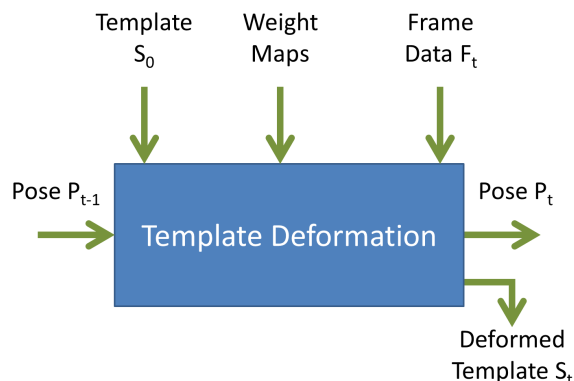 Template
S₀
Weight
Maps
Frame
Data Fₜ
Pose Pₜ₋₁
Template Deformation
Pose Pₜ
Deformed
Template Sₜ